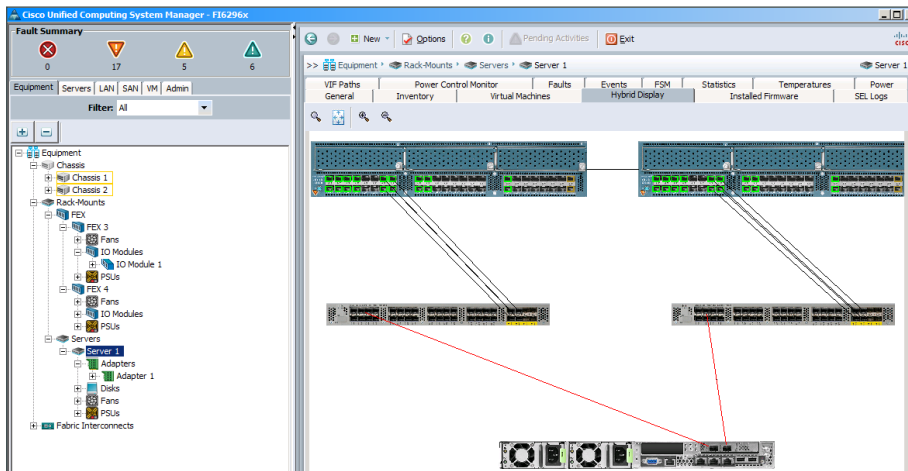 Cisco Unified Computing System Manager - FI6296x
Fault Summary
0 17 5 6
New Options Pending Activities Exit
cisco
>> Equipment Rack-Mounts Servers Server 1 Server 1
Equipment Servers LAN SAN VM Admin
Filter: All
VIF Paths Power Control Monitor Faults Events FSM Statistics Temperatures Power
General Inventory Virtual Machines Hybrid Display Installed Firmware SEL Logs
Equipment
Chassis
Chassis 1
Chassis 2
Rack-Mounts
FEX
FEX 3
Fans
IO Modules
IO Module 1
PSUs
FEX 4
Fans
IO Modules
PSUs
Servers
Server 1
Adapters
Adapter 1
Disks
Fans
PSUs
Fabric Interconnects